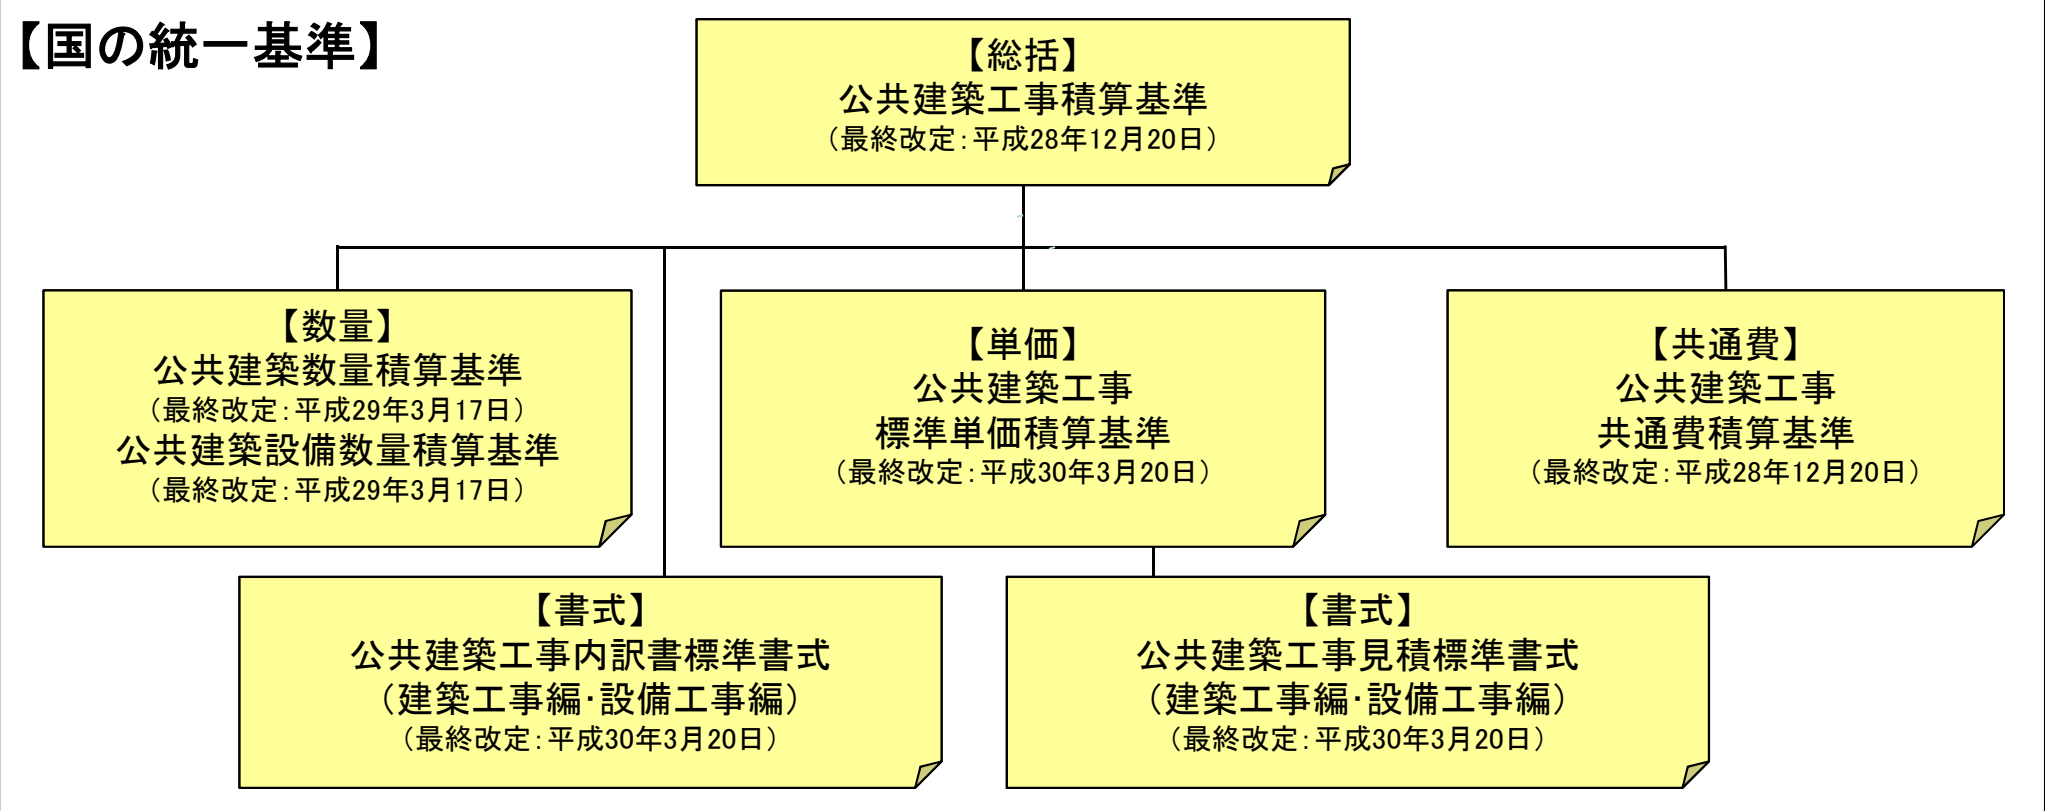 【国の統一基準】
【総括】
公共建築工事積算基準
（最終改定：平成28年12月20日）
【数量】
公共建築数量積算基準
（最終改定：平成29年3月17日）
公共建築設備数量積算基準
（最終改定：平成29年3月17日）
【単価】
公共建築工事
標準単価積算基準
（最終改定：平成30年3月20日）
【共通費】
公共建築工事
共通費積算基準
（最終改定：平成28年12月20日）
【書式】
公共建築工事内訳書標準書式
（建築工事編・設備工事編）
（最終改定：平成30年3月20日）
【書式】
公共建築工事見積標準書式
（建築工事編・設備工事編）
（最終改定：平成30年3月20日）